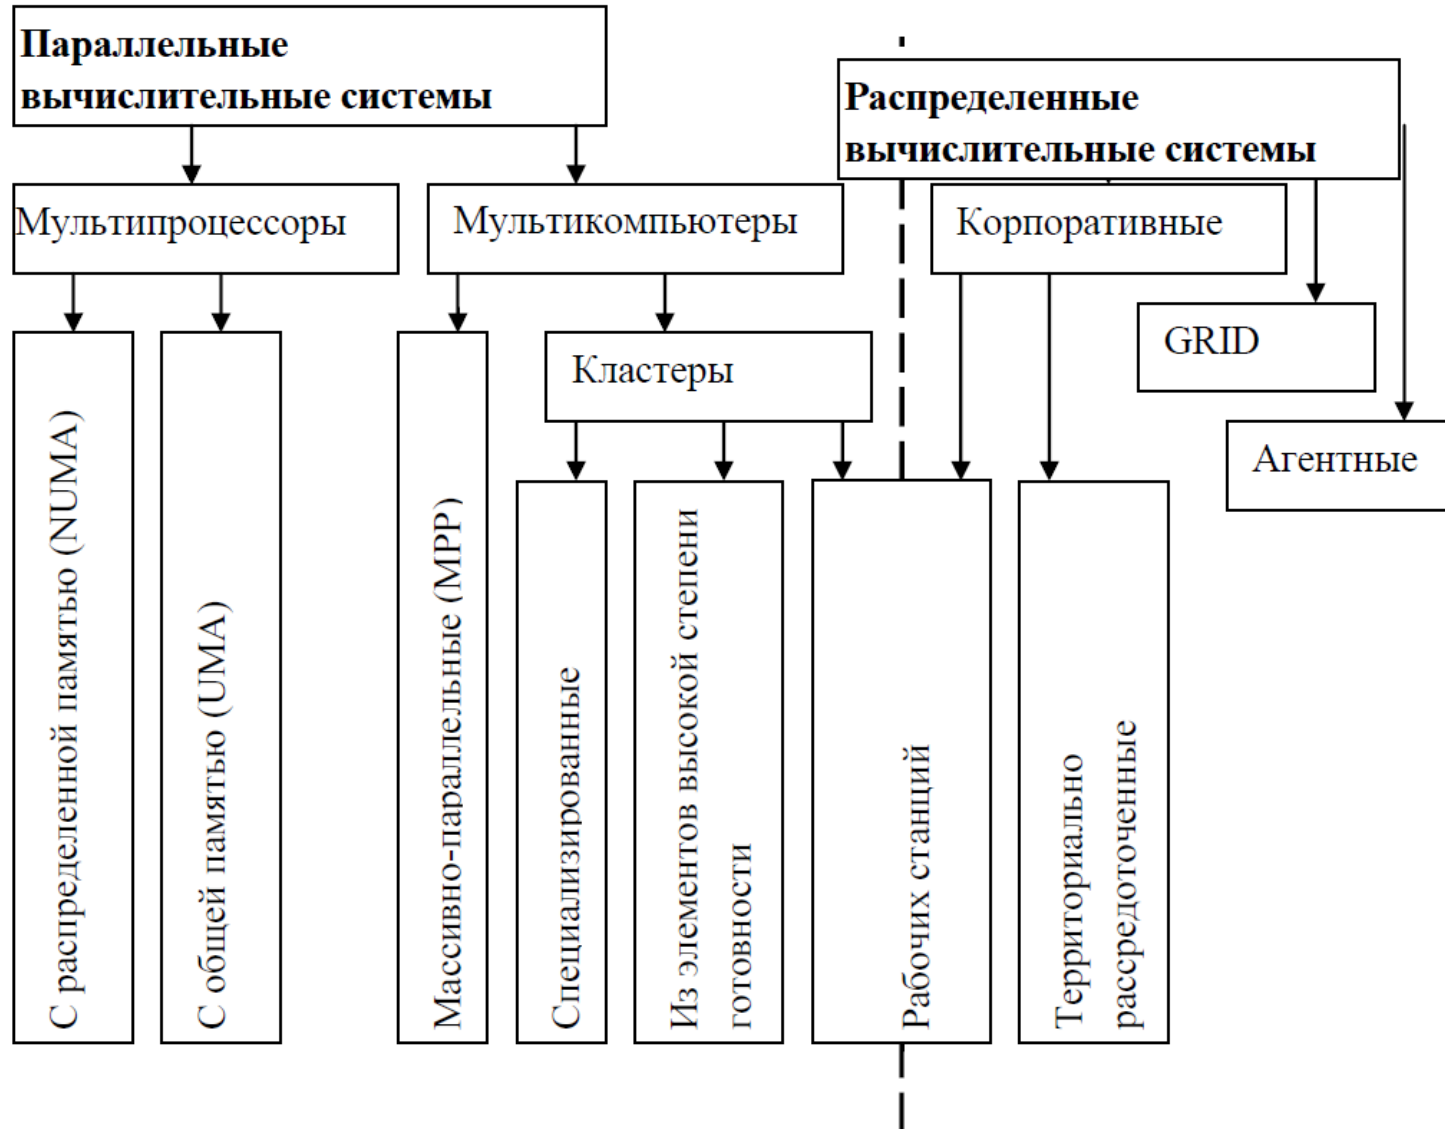 Параллельные
вычислительные системы
Распределенные
вычислительные системы
Мультипроцессоры
Мультикомпьютеры
Корпоративные
GRID
Кластеры
Агентные
С распределенной памятью (NUMA)
С общей памятью (UMA)
Массивно-параллельные (MPP)
Специализированные
Из элементов высокой степени
готовности
Рабочих станций
Территориально
рассредоточенные